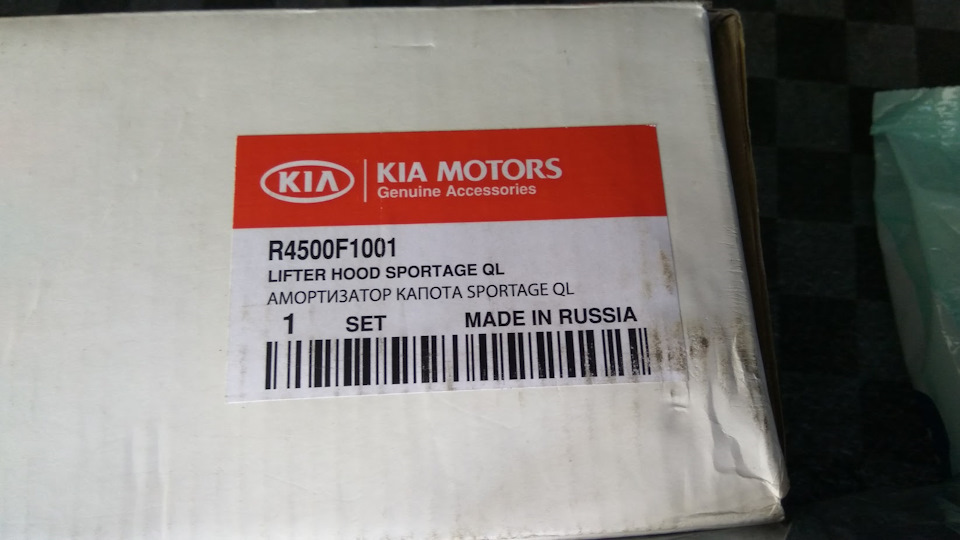 KIA
KIA MOTORS
Genuine Accessories
R4500F1001
LIFTER HOOD SPORTAGE QL
АМОРТИЗАТОР КАПОТА SPORTAGE QL
1 SET MADE IN RUSSIA